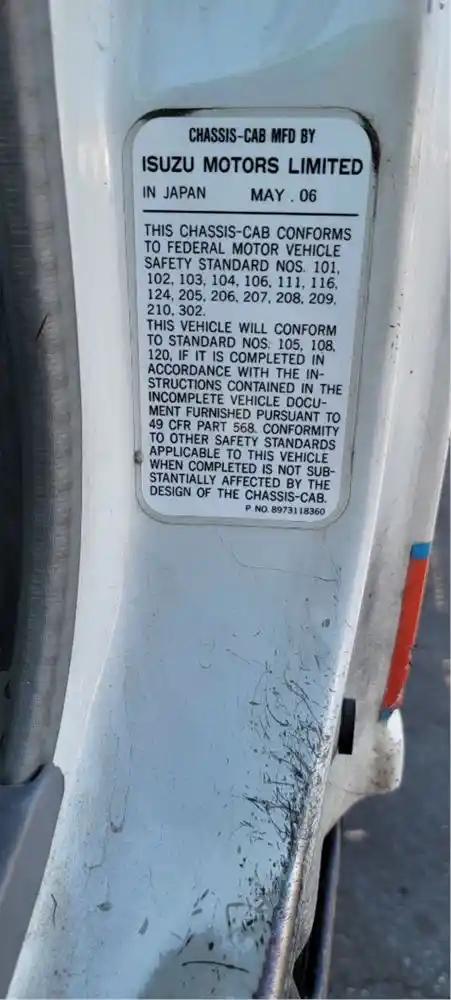 CHASSIS-CAB MFD BY
ISUZU MOTORS LIMITED
IN JAPAN MAY . 06
THIS CHASSIS-CAB CONFORMS
TO FEDERAL MOTOR VEHICLE
SAFETY STANDARD NOS. 101,
102, 103, 104, 106, 111, 116,
124, 205, 206, 207, 208, 209,
210, 302.
THIS VEHICLE WILL CONFORM
TO STANDARD NOS. 105, 108,
120, IF IT IS COMPLETED IN
ACCORDANCE WITH THE IN-
STRUCTIONS CONTAINED IN THE
INCOMPLETE VEHICLE DOCU-
MENT FURNISHED PURSUANT TO
49 CFR PART 568. CONFORMITY
TO OTHER SAFETY STANDARDS
APPLICABLE TO THIS VEHICLE
WHEN COMPLETED IS NOT SUB-
STANTIALLY AFFECTED BY THE
DESIGN OF THE CHASSIS-CAB.
P NO. 8973118360